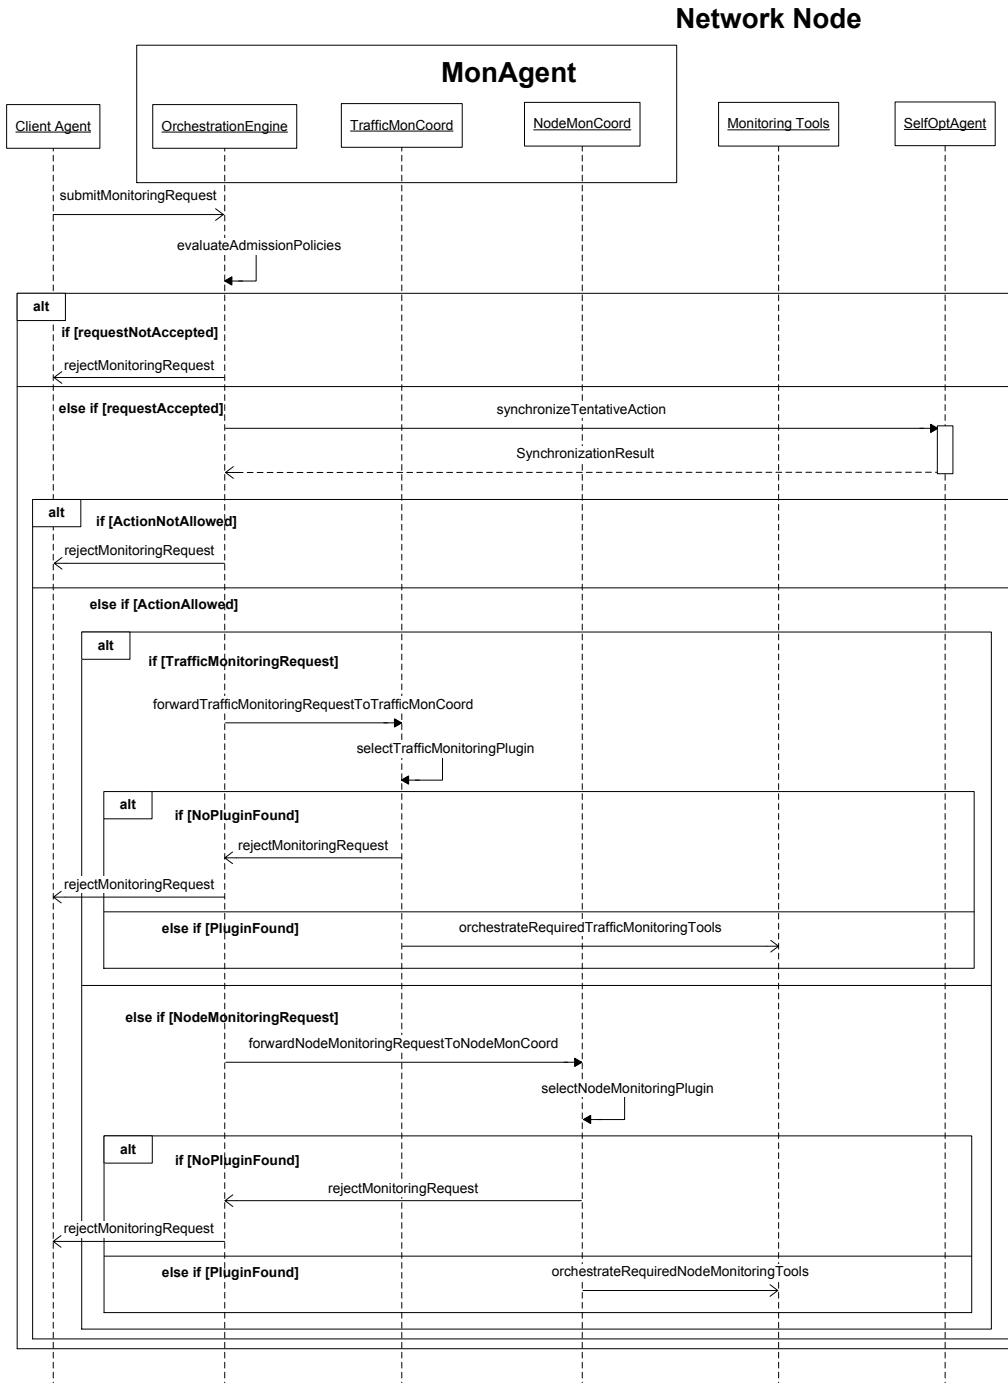 Network Node
MonAgent
Client Agent
OrchestrationEngine
TrafficMonCoord
NodeMonCoord
Monitoring Tools
SelfOptAgent
submitMonitoringRequest
evaluateAdmissionPolicies
alt
if [requestNotAccepted]
rejectMonitoringRequest
else if [requestAccepted]
synchronizeTentativeAction
SynchronizationResult
alt
if [ActionNotAllowed]
rejectMonitoringRequest
else if [ActionAllowed]
alt
if [TrafficMonitoringRequest]
forwardTrafficMonitoringRequestToTrafficMonCoord
selectTrafficMonitoringPlugin
alt
if [NoPluginFound]
rejectMonitoringRequest
rejectMonitoringRequest
else if [PluginFound]
orchestrateRequiredTrafficMonitoringTools
else if [NodeMonitoringRequest]
forwardNodeMonitoringRequestToNodeMonCoord
selectNodeMonitoringPlugin
alt
if [NoPluginFound]
rejectMonitoringRequest
rejectMonitoringRequest
else if [PluginFound]
orchestrateRequiredNodeMonitoringTools